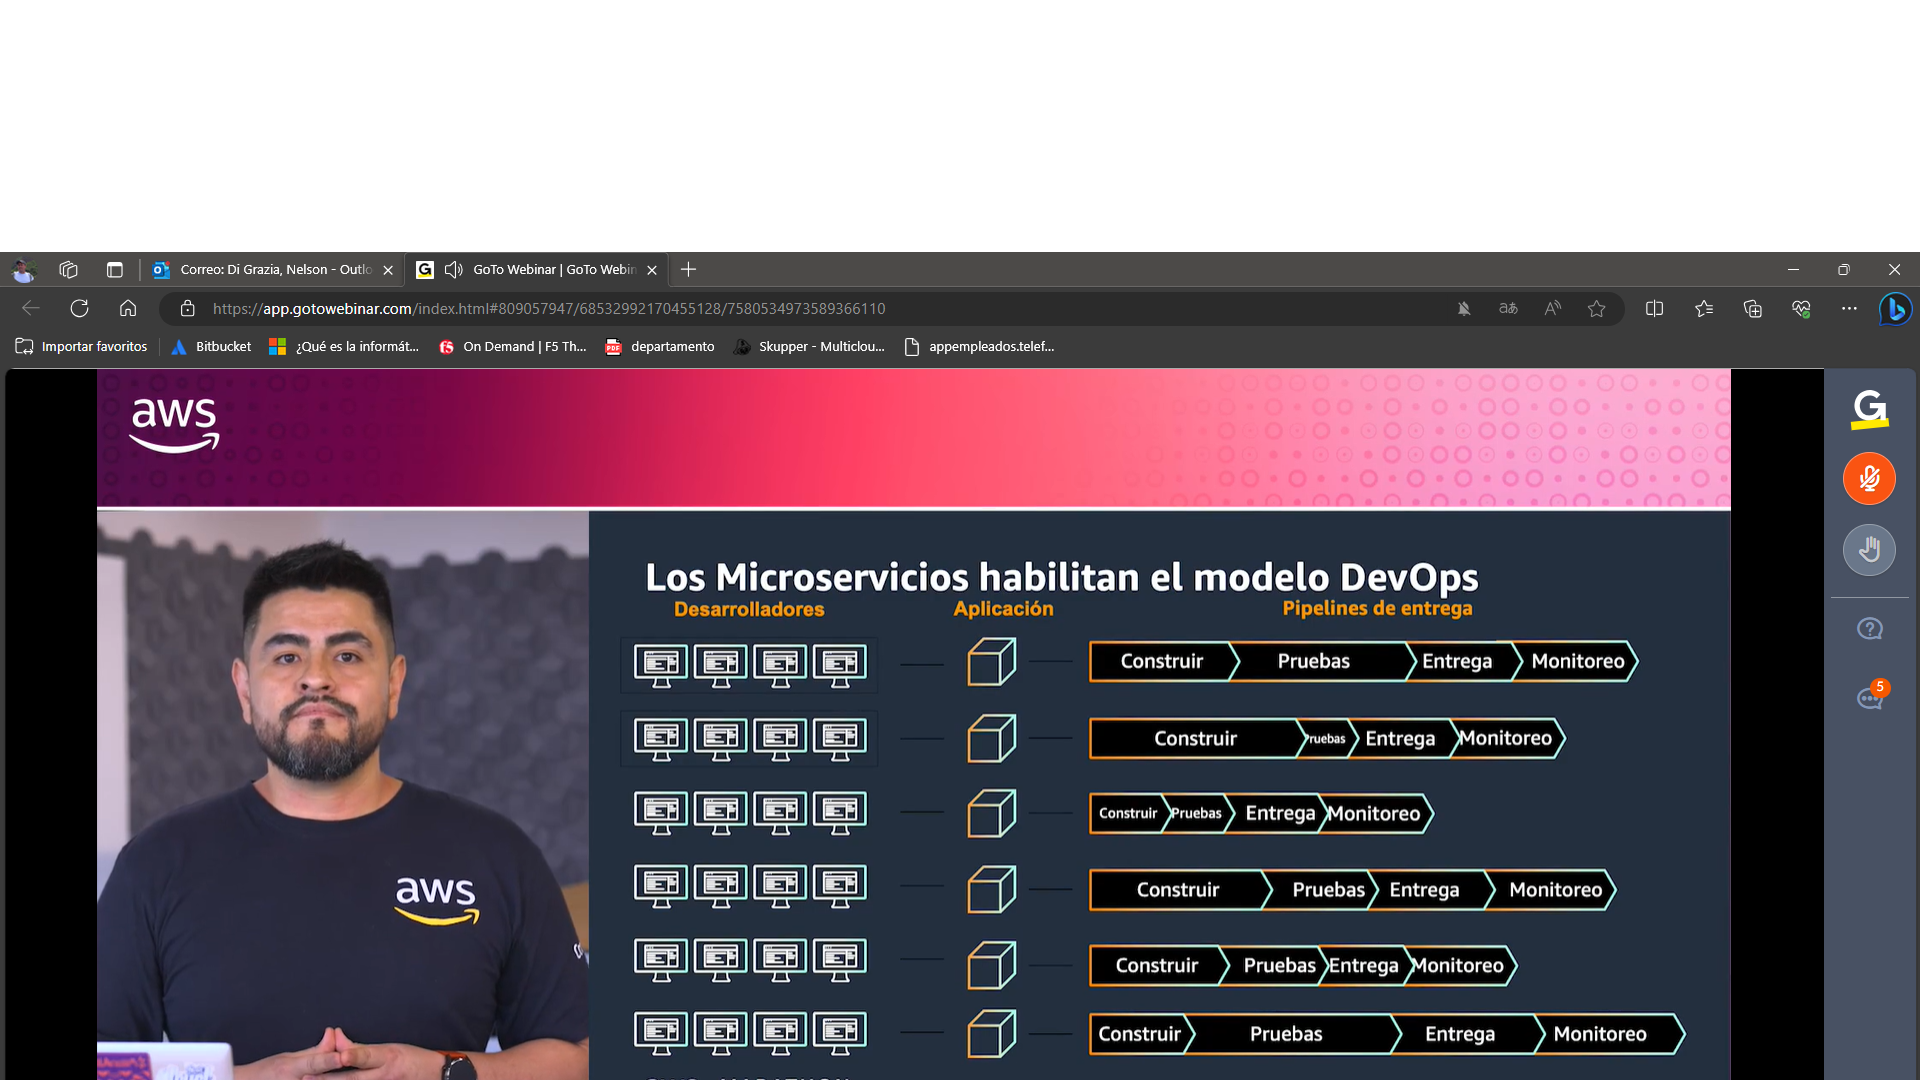 Correo: Di Grazia, Nelson - Outlo
GoTo Webinar | GoTo Webin
https://app.gotowebinar.com/index.html#809057947/68532992170455128/7580534973589366110
Importar favoritos
Bitbucket
¿Qué es la informát...
On Demand | F5 Th...
departamento
Skupper - Multiclou...
appempleados.telef...
aws
Los Microservicios habilitan el modelo DevOps
Desarrolladores Aplicación Pipelines de entrega
Construir Pruebas Entrega Monitoreo
Construir Pruebas Entrega Monitoreo
Construir Pruebas Entrega Monitoreo
Construir Pruebas Entrega Monitoreo
Construir Pruebas Entrega Monitoreo
Construir Pruebas Entrega Monitoreo
aws
G
5